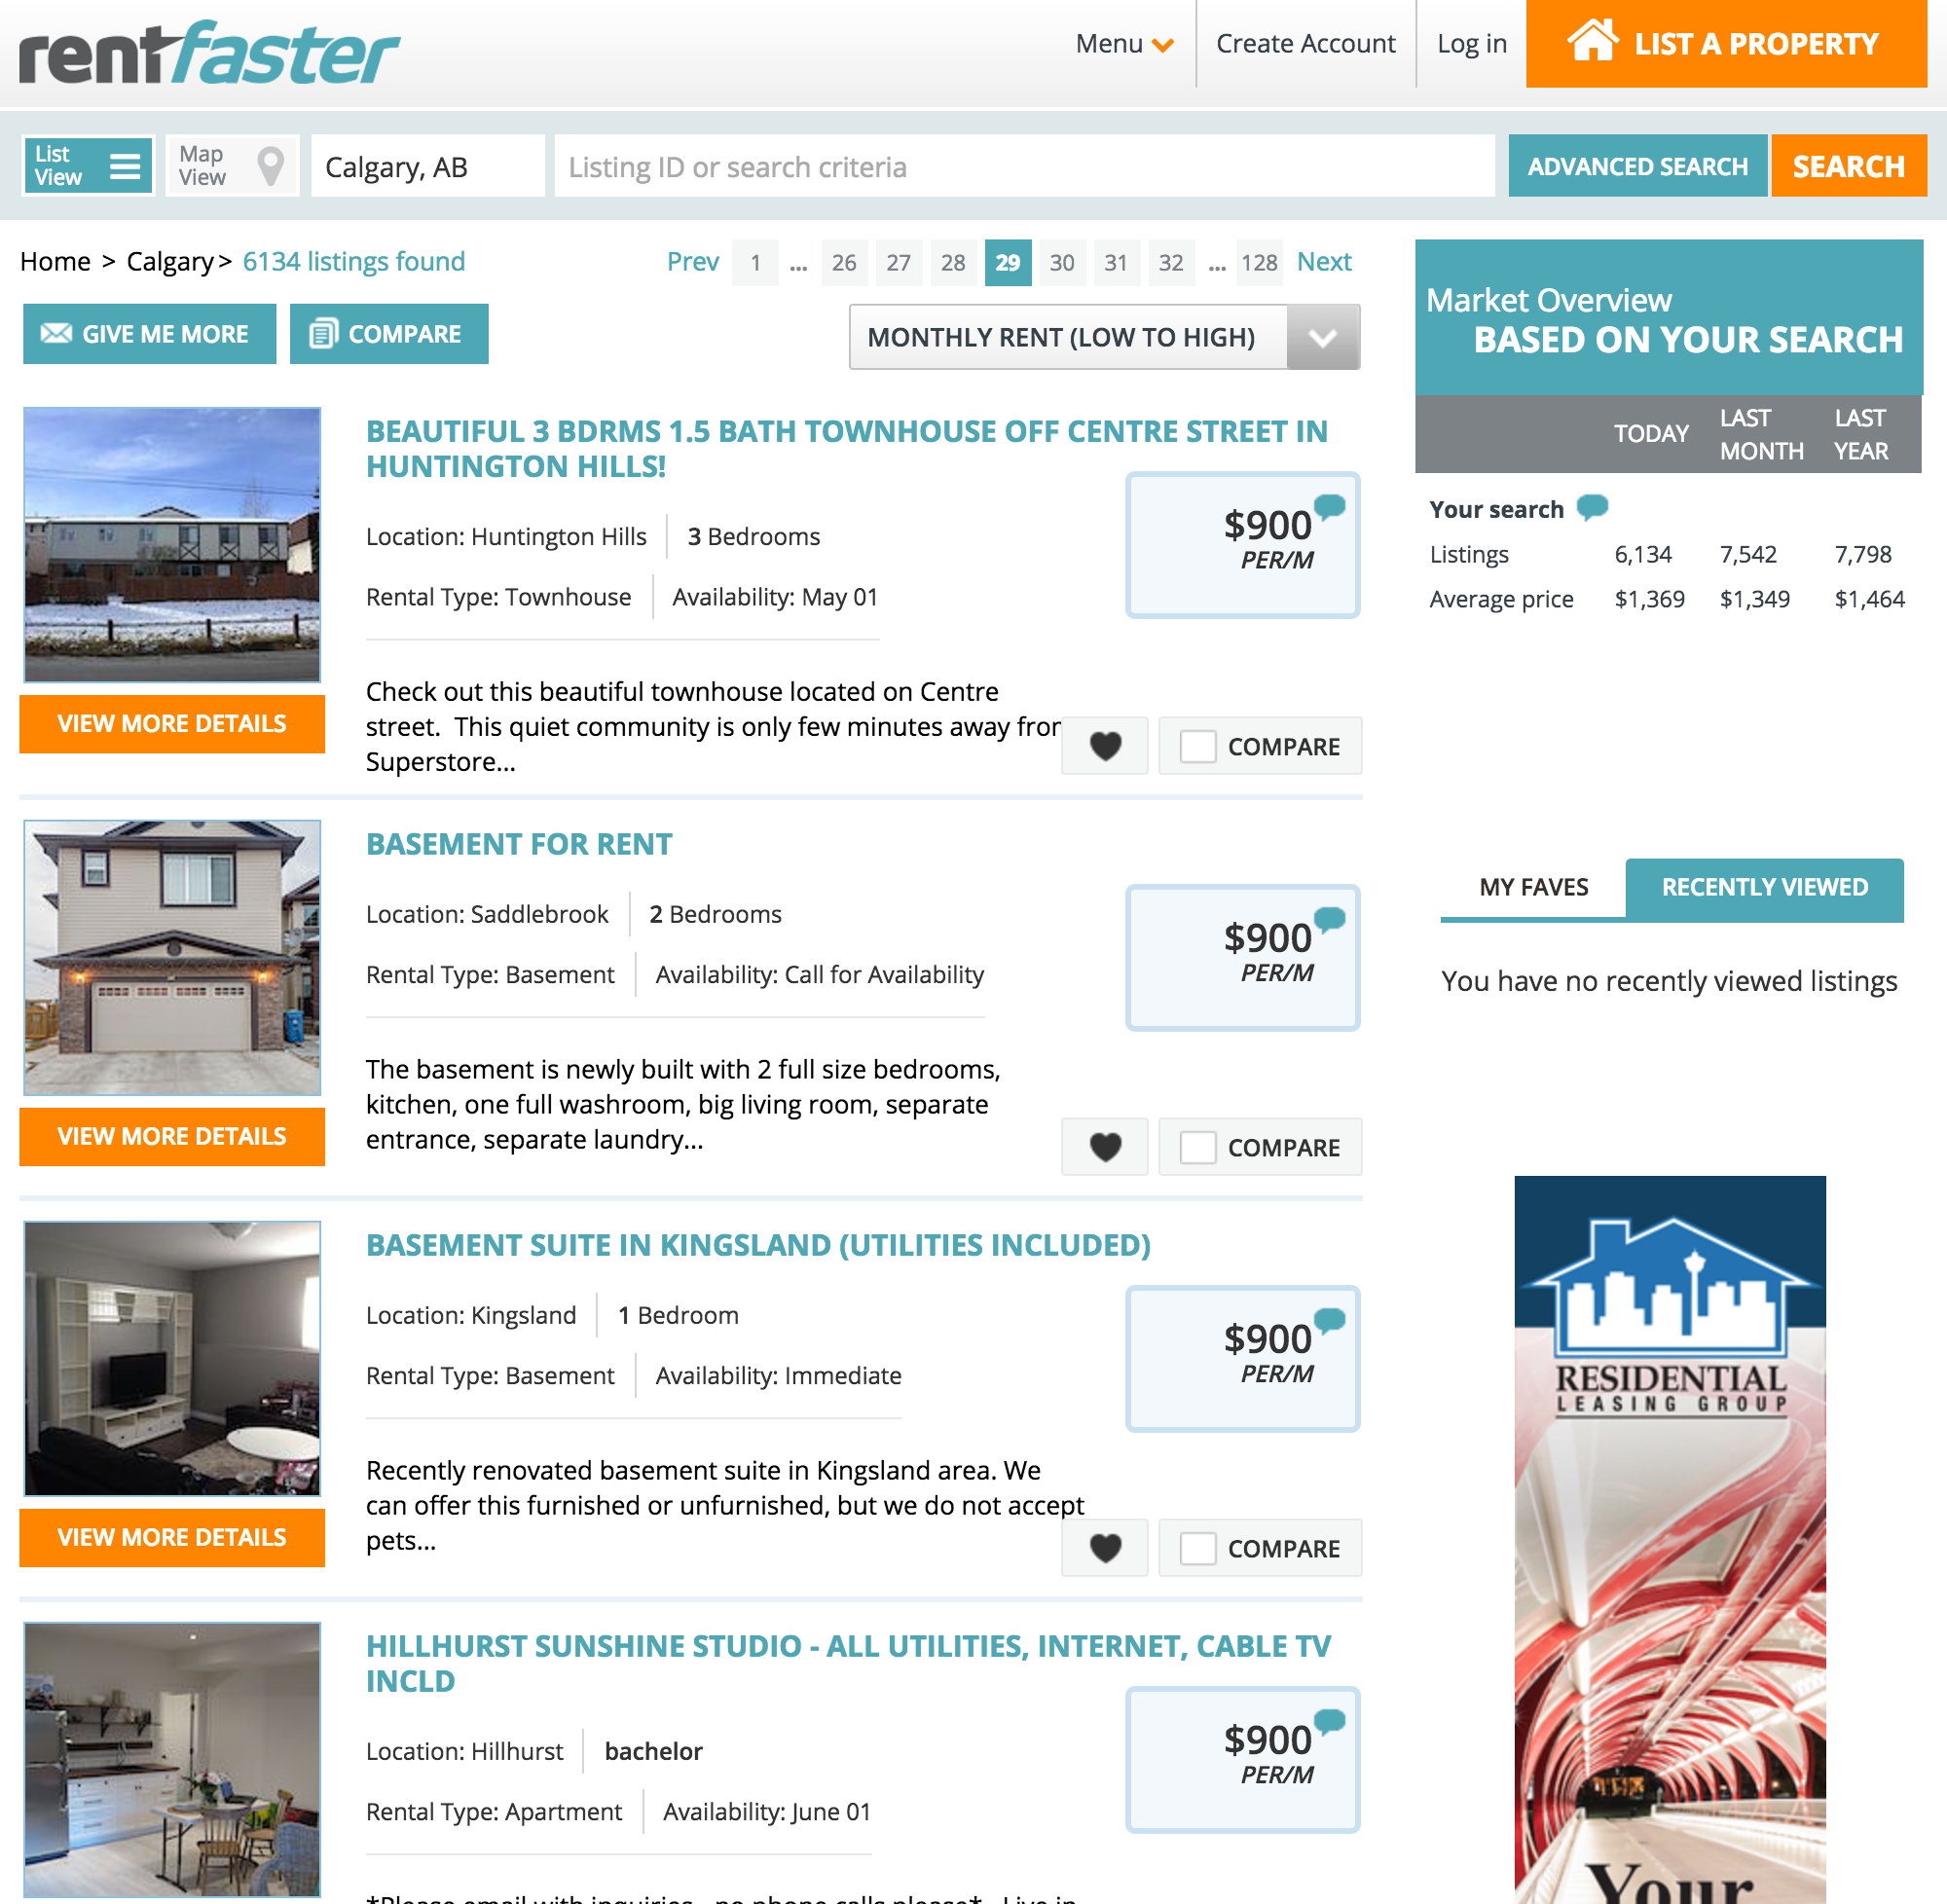 rentfaster
Menu
Create Account
Log in
LIST A PROPERTY
List
View
Map
View
Calgary, AB
Listing ID or search criteria
ADVANCED SEARCH
SEARCH
Home > Calgary > 6134 listings found
Prev 1 ... 26 27 28 29 30 31 32 ... 128 Next
GIVE ME MORE
COMPARE
MONTHLY RENT (LOW TO HIGH)
BEAUTIFUL 3 BDRMS 1.5 BATH TOWNHOUSE OFF CENTRE STREET IN
HUNTINGTON HILLS!
Location: Huntington Hills
3 Bedrooms
Rental Type: Townhouse
Availability: May 01
$900
PER/M
Check out this beautiful townhouse located on Centre
street. This quiet community is only few minutes away from
Superstore...
VIEW MORE DETAILS
COMPARE
BASEMENT FOR RENT
Location: Saddlebrook
2 Bedrooms
Rental Type: Basement
Availability: Call for Availability
$900
PER/M
The basement is newly built with 2 full size bedrooms,
kitchen, one full washroom, big living room, separate
entrance, separate laundry...
VIEW MORE DETAILS
COMPARE
BASEMENT SUITE IN KINGSLAND (UTILITIES INCLUDED)
Location: Kingsland
1 Bedroom
Rental Type: Basement
Availability: Immediate
$900
PER/M
Recently renovated basement suite in Kingsland area. We
can offer this furnished or unfurnished, but we do not accept
pets...
VIEW MORE DETAILS
COMPARE
HILLHURST SUNSHINE STUDIO - ALL UTILITIES, INTERNET, CABLE TV
INCLD
Location: Hillhurst
bachelor
Rental Type: Apartment
Availability: June 01
$900
PER/M
*Please email with inquiries - no phone calls please* Live in
Market Overview
BASED ON YOUR SEARCH
TODAY
LAST
MONTH
LAST
YEAR
Your search
Listings 6,134 7,542 7,798
Average price $1,369 $1,349 $1,464
MY FAVES
RECENTLY VIEWED
You have no recently viewed listings
RESIDENTIAL
LEASING GROUP
Your